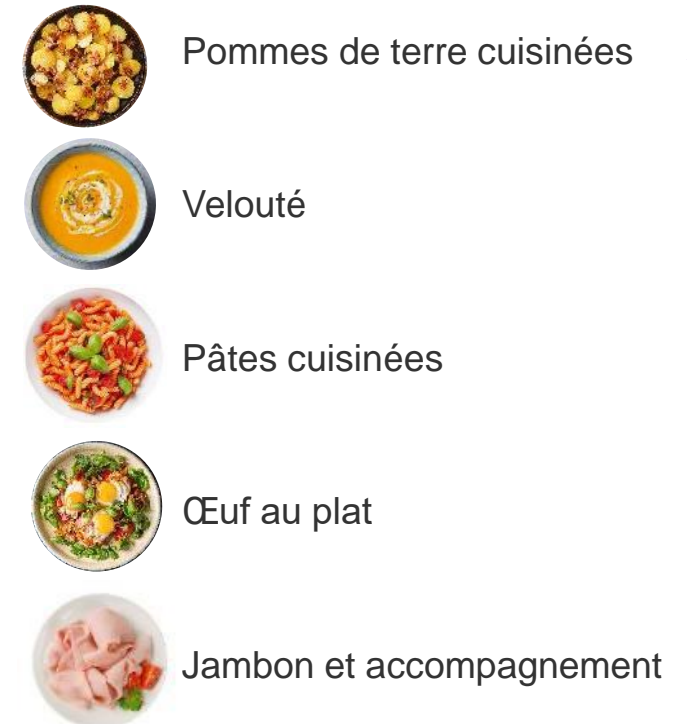 Pommes de terre cuisinées
Velouté
Pâtes cuisinées
Œuf au plat
Jambon et accompagnement